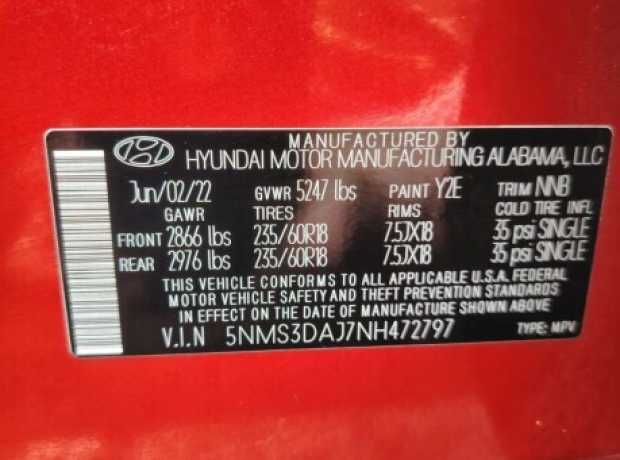 MANUFACTURED BY
HYUNDAI MOTOR MANUFACTURING ALABAMA, LLC
Jun/02/22 GVWR 5247 lbs PAINT Y2E TRIM NNB
GAWR TIRES RIMS COLD TIRE INFL
FRONT 2866 lbs 235/60R18 7.5JX18 35 psi SINGLE
REAR 2976 lbs 235/60R18 7.5JX18 35 psi SINGLE
THIS VEHICLE CONFORMS TO ALL APPLICABLE U.S.A. FEDERAL
MOTOR VEHICLE SAFETY AND THEFT PREVENTION STANDARDS
IN EFFECT ON THE DATE OF MANUFACTURE SHOWN ABOVE
V.I.N 5NMS3DAJ7NH472797 TYPE: MPV